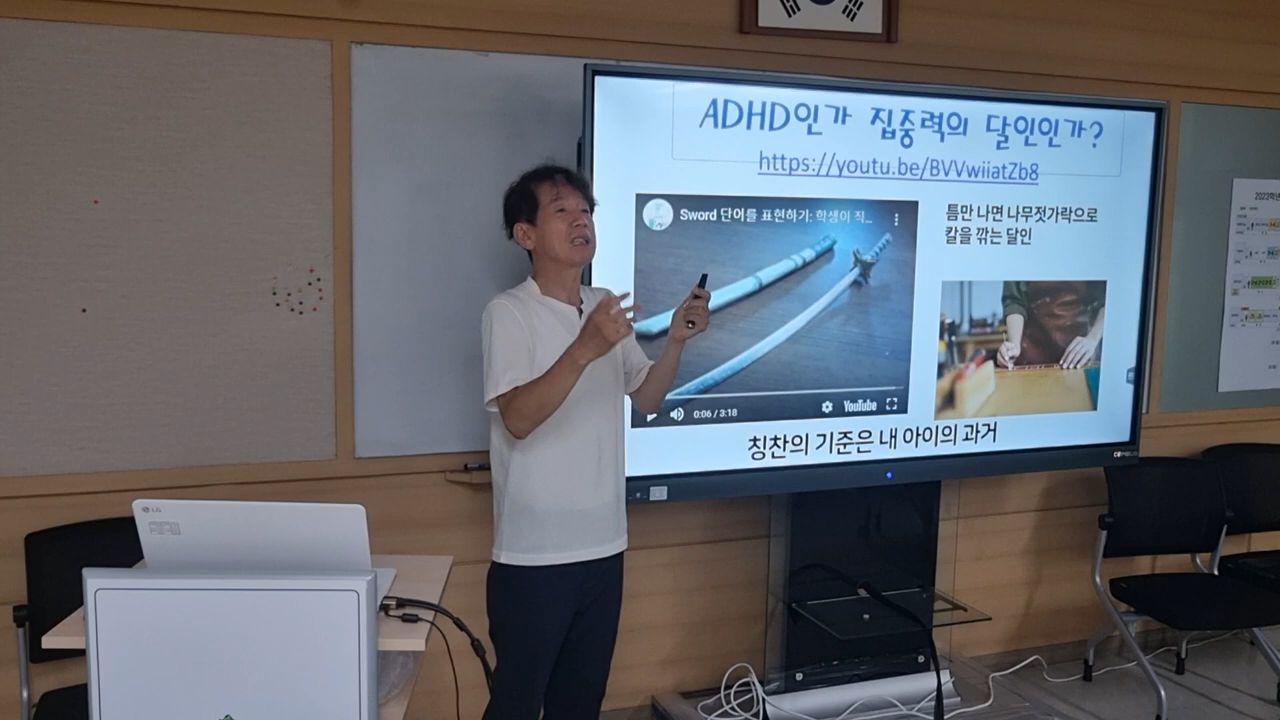 ADHD인가 집중력의 달인인가?
https://youtu.be/BVVwiiatZb8
Sword 단어를 표현하기: 학생이 직...
틈만 나면 나무젓가락으로
칼을 깎는 달인
0:06 / 3:18
YouTube
칭찬의 기준은 내 아이의 과거
LG